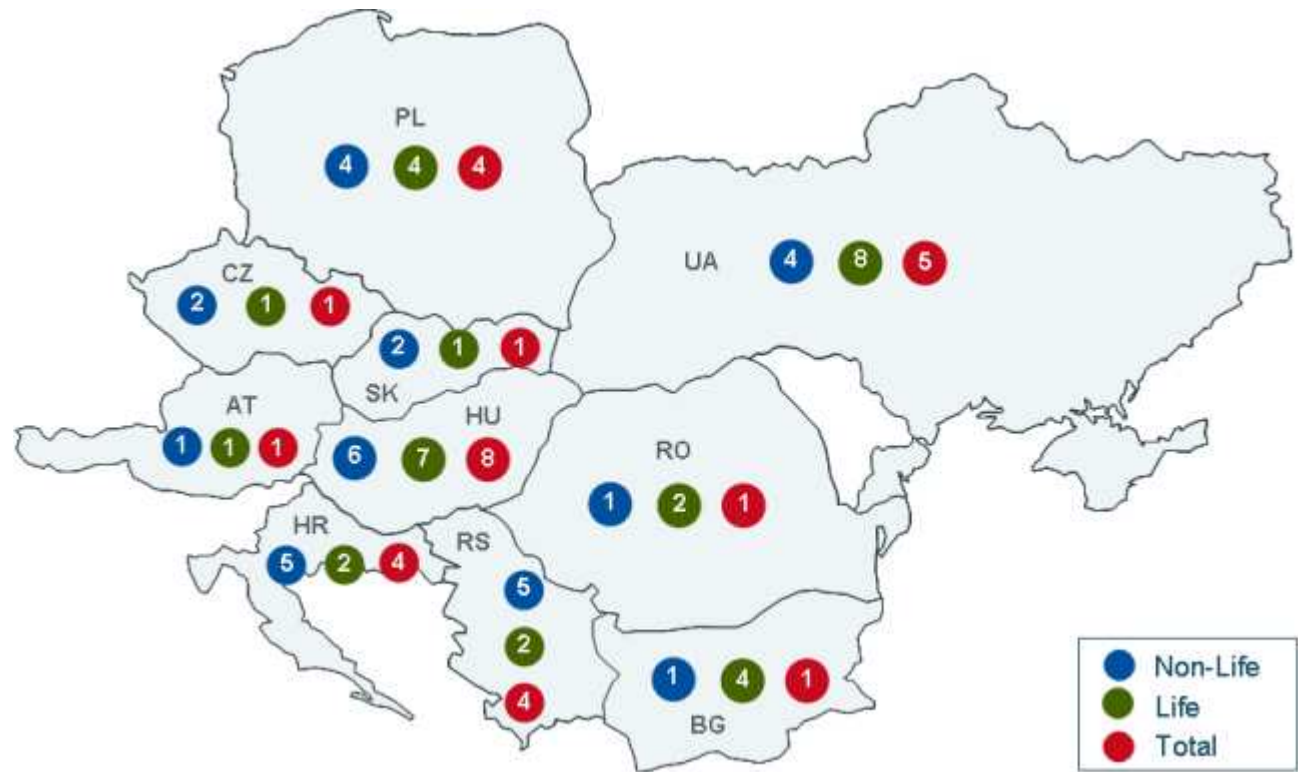 PL
4 4 4
UA
4 8 5
CZ
2 1 1
2 1 1
SK
AT
1 1 1
HU
6 7 8
RO
1 2 1
HR
5 2 4
RS
5
2
4
1 4 1
BG
Non-Life
Life
Total